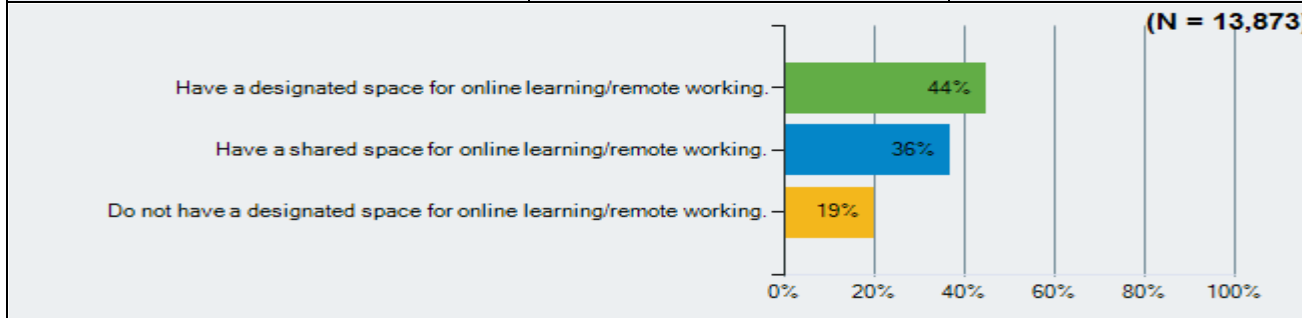 (N = 13,873)
Have a designated space for online learning/remote working.
44%
Have a shared space for online learning/remote working.
36%
Do not have a designated space for online learning/remote working.
19%
0% 20% 40% 60% 80% 100%